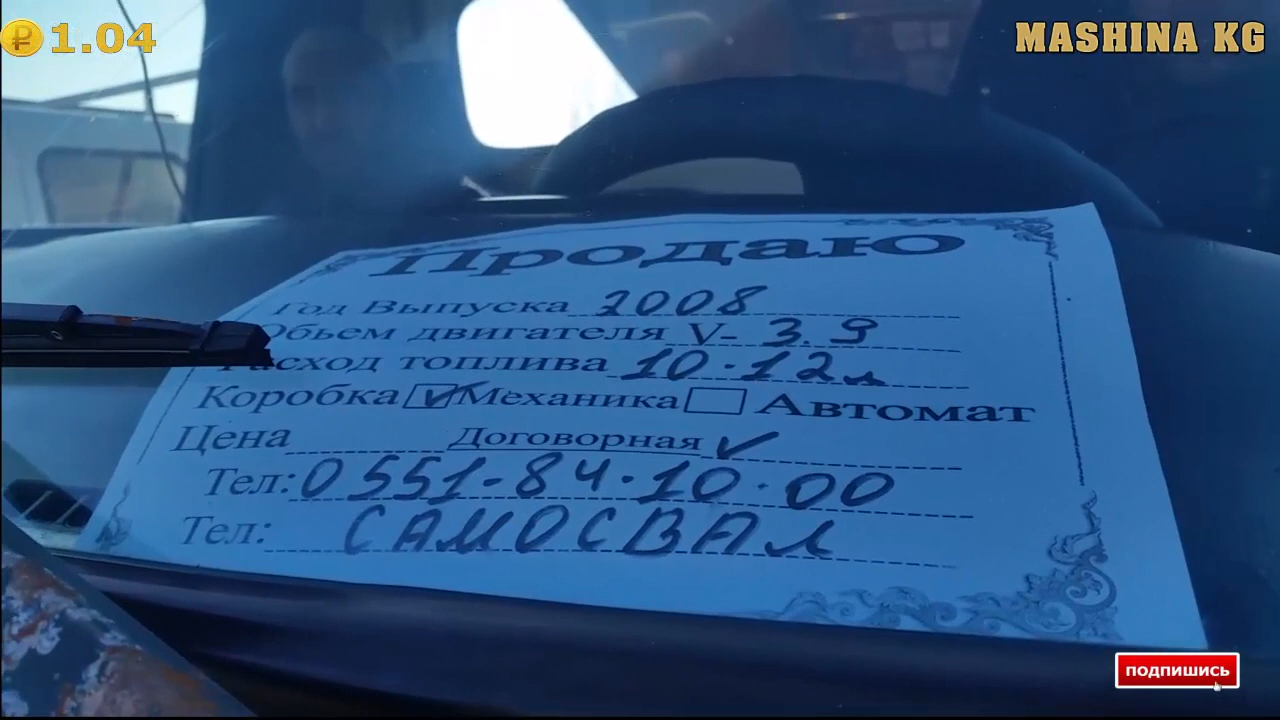 1.04
MASHINA KG
Продаю
Год Выпуска 2008
Обьем двигателя V- 3.9
Расход топлива 10-12л
Коробка Механика Автомат
Цена Договорная
Тел: 0551-84-10-00
Тел: САМОСВАЛ
подпишись